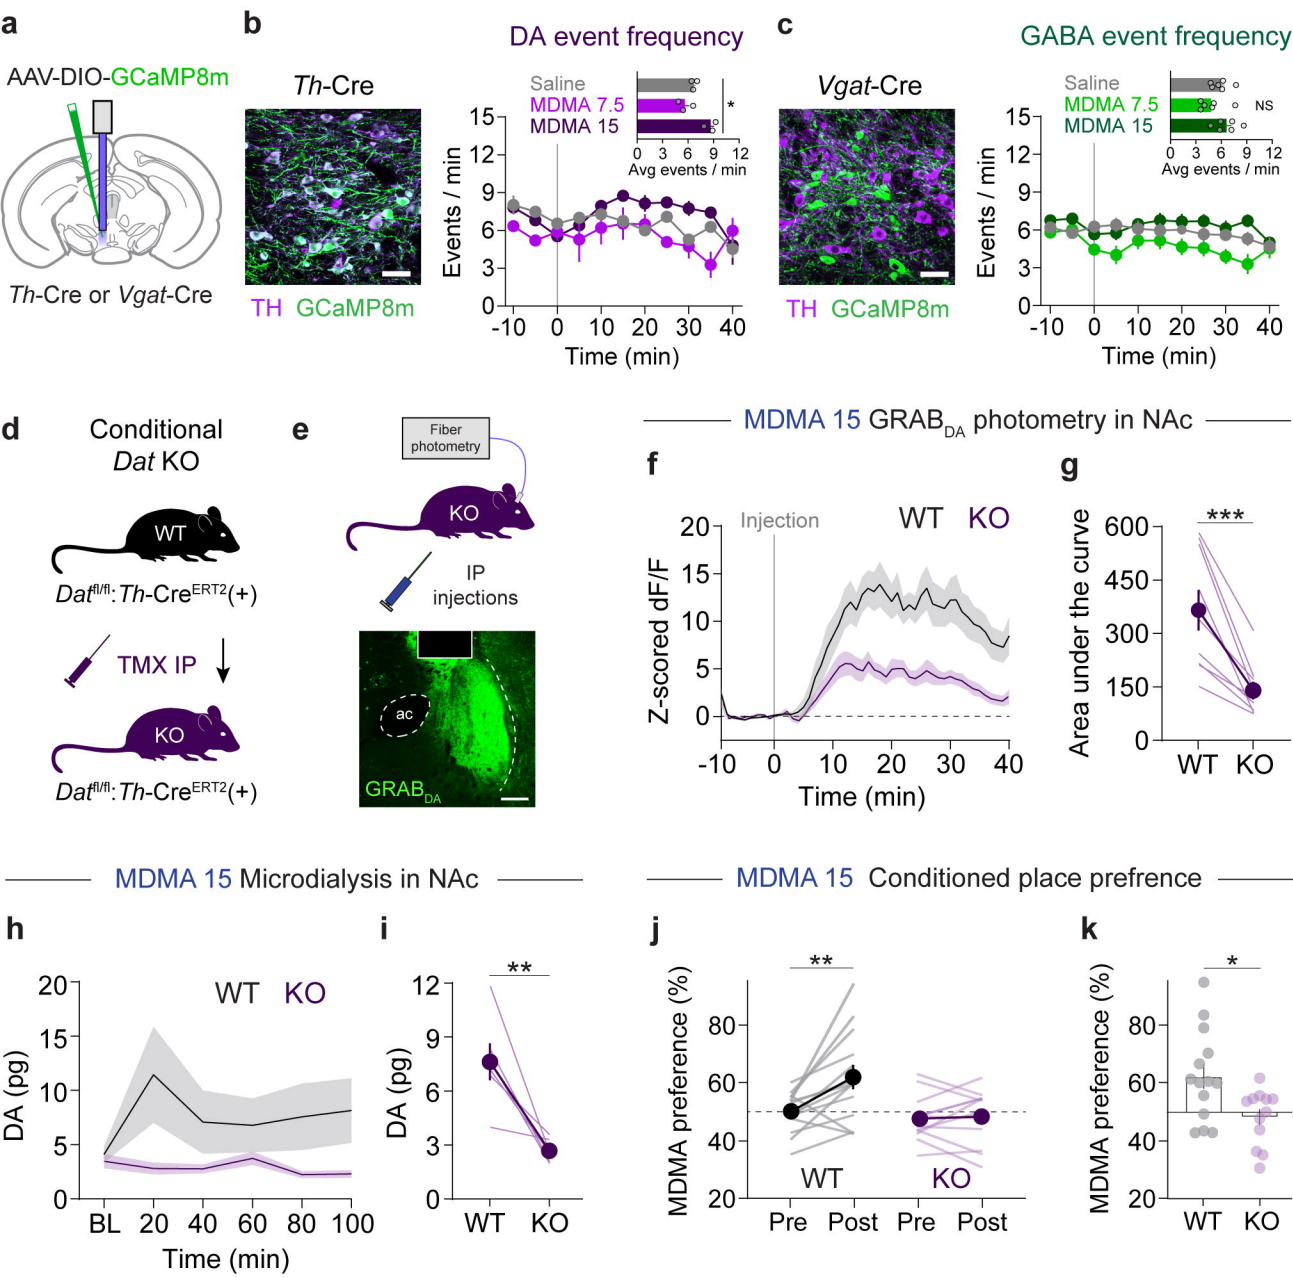 a
AAV-DIO-GCaMP8m
Th-Cre or Vgat-Cre
b
DA event frequency
Th-Cre
TH GCaMP8m
Saline
MDMA 7.5
MDMA 15
*
0 3 6 9 12
Avg events / min
Events / min
15
12
9
6
3
0
-10 0 10 20 30 40
Time (min)
c
GABA event frequency
Vgat-Cre
TH GCaMP8m
Saline
MDMA 7.5
MDMA 15
NS
0 3 6 9 12
Avg events / min
Events / min
15
12
9
6
3
0
-10 0 10 20 30 40
Time (min)
d
Conditional
Dat KO
WT
Datfl/fl:Th-CreERT2(+)
TMX IP
KO
Datfl/fl:Th-CreERT2(+)
e
Fiber
photometry
KO
IP
injections
ac
GRABDA
MDMA 15 GRABDA photometry in NAc
f
Injection
WT KO
Z-scored dF/F
20
15
10
5
0
-10 0 10 20 30 40
Time (min)
g
***
Area under the curve
600
450
300
150
0
WT KO
MDMA 15 Microdialysis in NAc
h
WT KO
DA (pg)
20
15
10
5
0
BL 20 40 60 80 100
Time (min)
i
**
DA (pg)
12
9
6
3
0
WT KO
MDMA 15 Conditioned place prefrence
j
**
MDMA preference (%)
80
60
40
20
WT KO
Pre Post Pre Post
k
*
MDMA preference (%)
80
60
40
20
WT KO